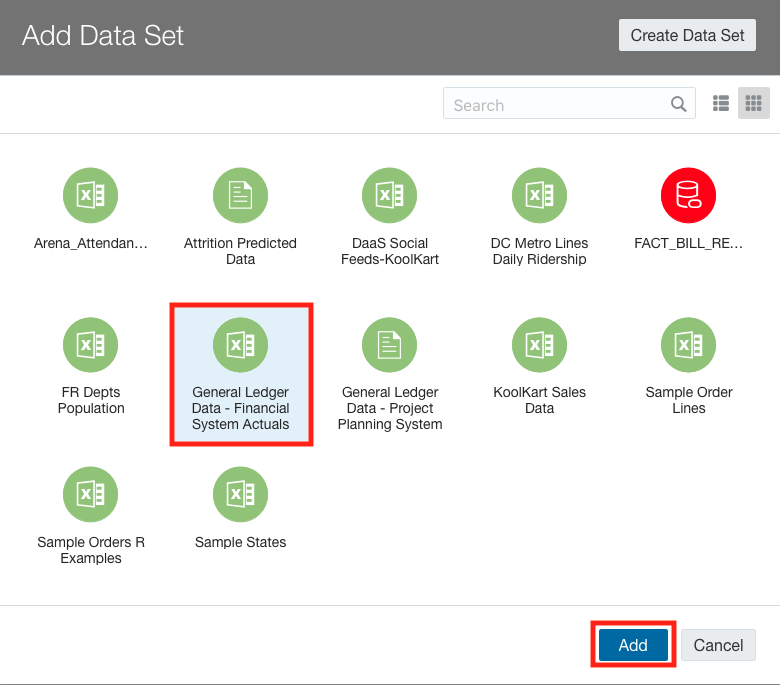 Add Data Set
Create Data Set
Search
Arena_Attendan...
Attrition Predicted
Data
DaaS Social
Feeds-KoolKart
DC Metro Lines
Daily Ridership
FACT_BILL_RE...
FR Depts
Population
General Ledger
Data - Financial
System Actuals
General Ledger
Data - Project
Planning System
KoolKart Sales
Data
Sample Order
Lines
Sample Orders R
Examples
Sample States
Add
Cancel